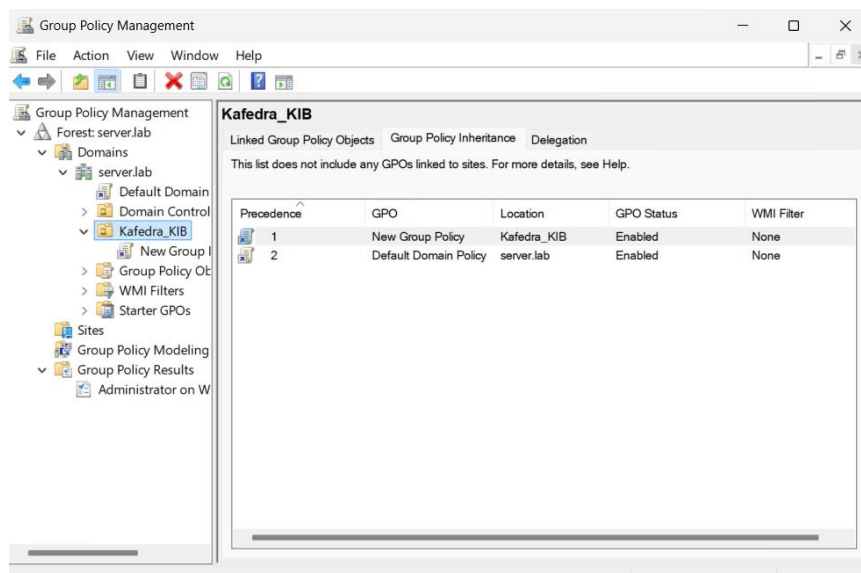 Group Policy Management
File Action View Window Help
Group Policy Management
Forest: server.lab
Domains
server.lab
Default Domain
Domain Control
Kafedra_KIB
New Group I
Group Policy Ob
WMI Filters
Starter GPOs
Sites
Group Policy Modeling
Group Policy Results
Administrator on W
Kafedra_KIB
Linked Group Policy Objects Group Policy Inheritance Delegation
This list does not include any GPOs linked to sites. For more details, see Help.
Precedence GPO Location GPO Status WMI Filter
1 New Group Policy Kafedra_KIB Enabled None
2 Default Domain Policy server.lab Enabled None